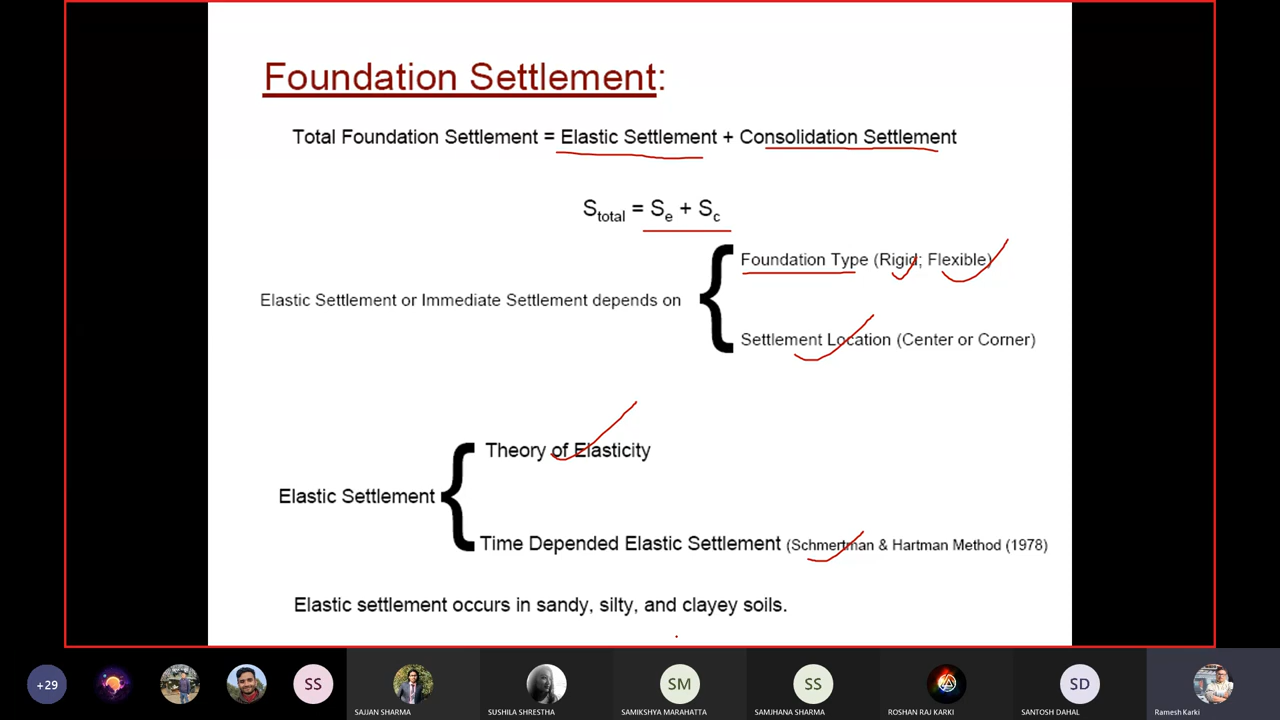 Foundation Settlement:
Total Foundation Settlement = Elastic Settlement + Consolidation Settlement
Stotal = Se + Sc
Foundation Type (Rigid; Flexible)
Elastic Settlement or Immediate Settlement depends on
Settlement Location (Center or Corner)
Theory of Elasticity
Elastic Settlement
Time Depended Elastic Settlement (Schmertman & Hartman Method (1978)
Elastic settlement occurs in sandy, silty, and clayey soils.
+29
SS
SAJJAN SHARMA
SUSHILA SHRESTHA
SM
SAMIKSHYA MARAHATTA
SS
SAMJHANA SHARMA
ROSHAN RAJ KARKI
SD
SANTOSH DAHAL
Ramesh Karki